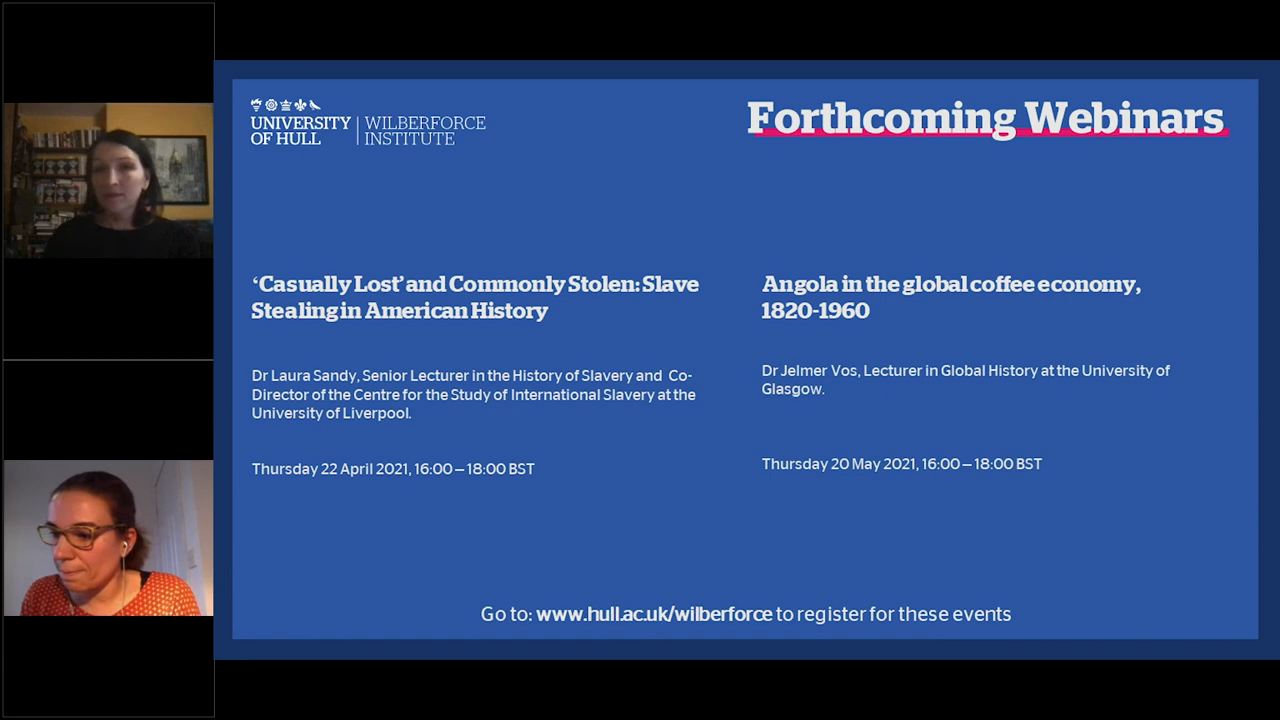 UNIVERSITY
OF HULL
WILBERFORCE
INSTITUTE
Forthcoming Webinars
‘Casually Lost’ and Commonly Stolen: Slave
Stealing in American History
Dr Laura Sandy, Senior Lecturer in the History of Slavery and Co-
Director of the Centre for the Study of International Slavery at the
University of Liverpool.
Thursday 22 April 2021, 16:00 – 18:00 BST
Angola in the global coffee economy,
1820-1960
Dr Jelmer Vos, Lecturer in Global History at the University of
Glasgow.
Thursday 20 May 2021, 16:00 – 18:00 BST
Go to: www.hull.ac.uk/wilberforce to register for these events